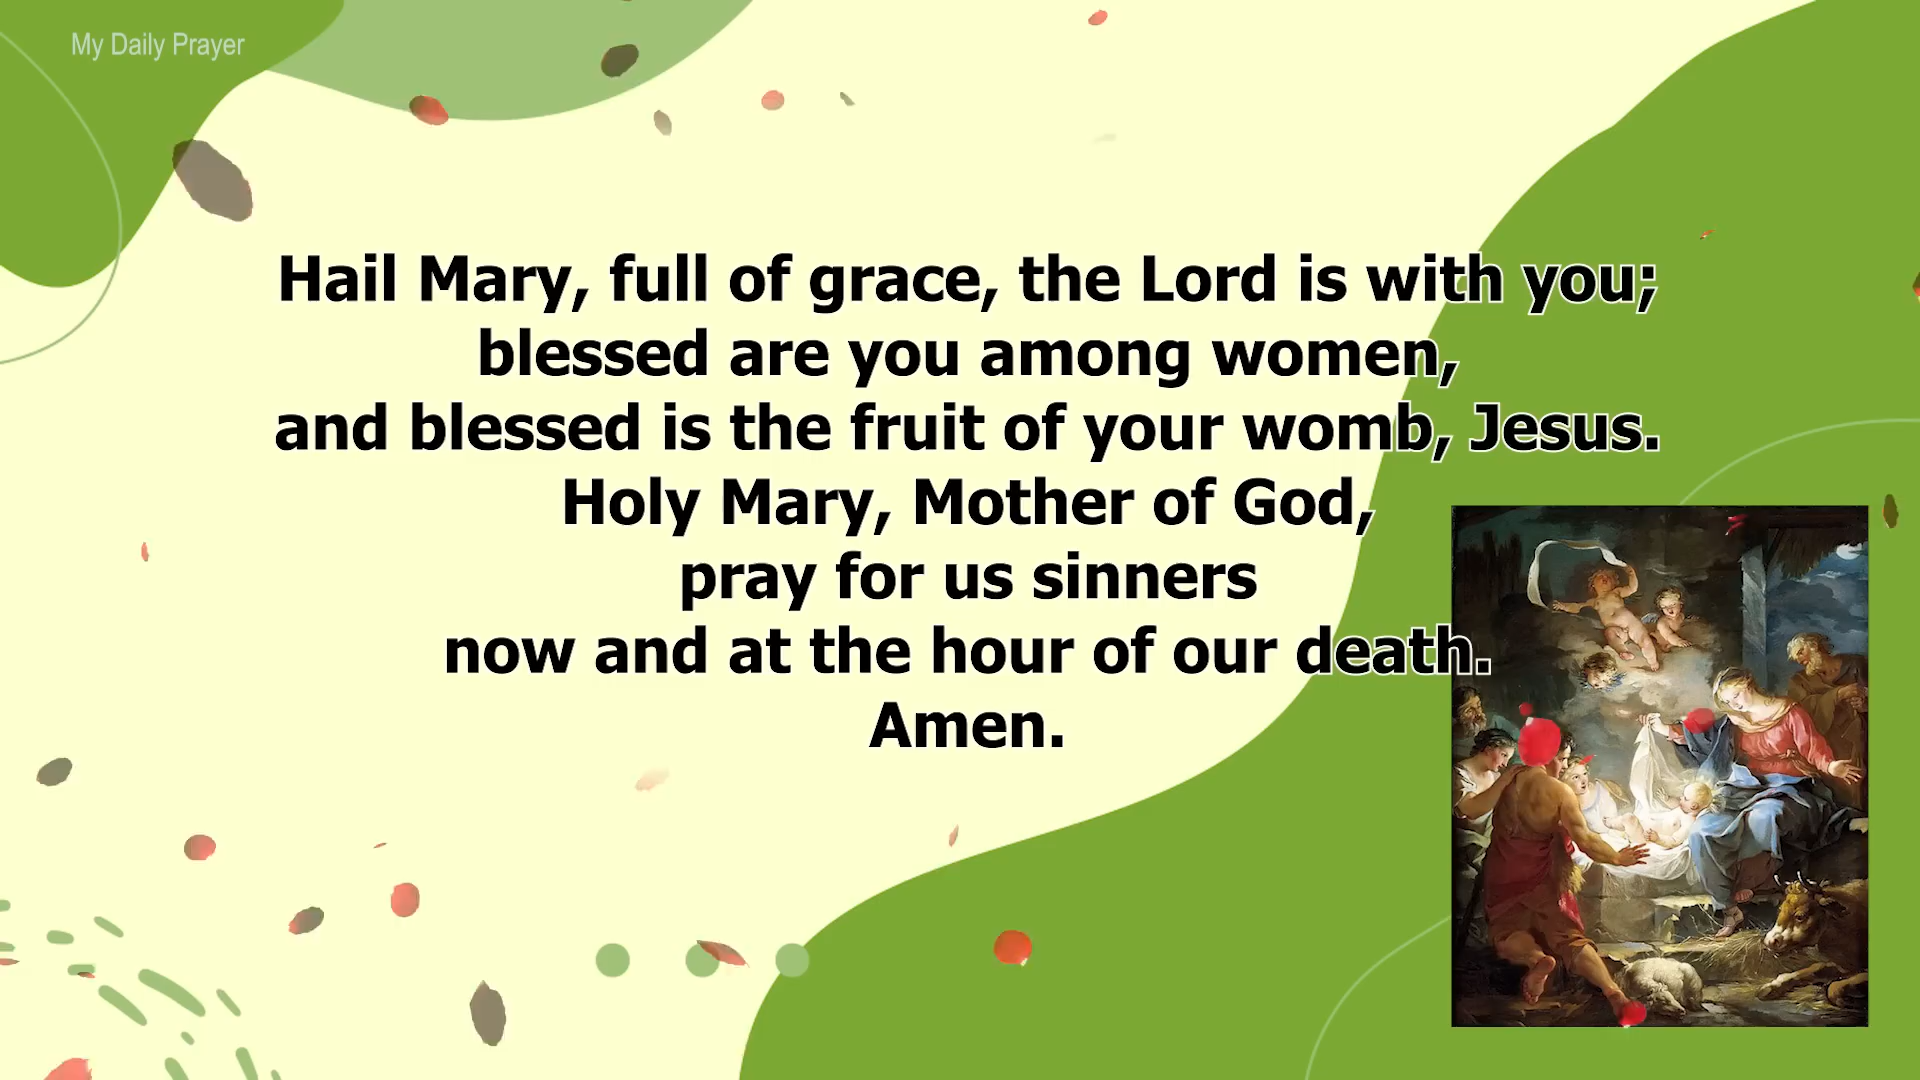 My Daily Prayer
Hail Mary, full of grace, the Lord is with you;
blessed are you among women,
and blessed is the fruit of your womb, Jesus.
Holy Mary, Mother of God,
pray for us sinners
now and at the hour of our death.
Amen.